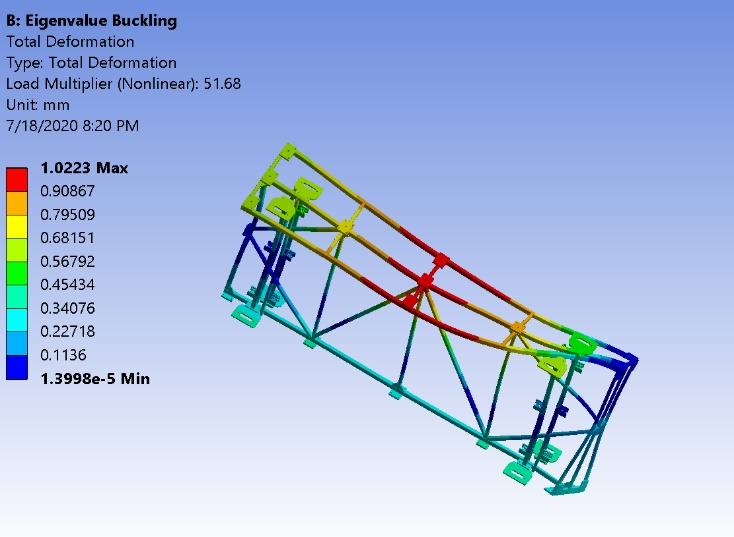 B: Eigenvalue Buckling
Total Deformation
Type: Total Deformation
Load Multiplier (Nonlinear): 51.68
Unit: mm
7/18/2020 8:20 PM
1.0223 Max
0.90867
0.79509
0.68151
0.56792
0.45434
0.34076
0.22718
0.1136
1.3998e-5 Min